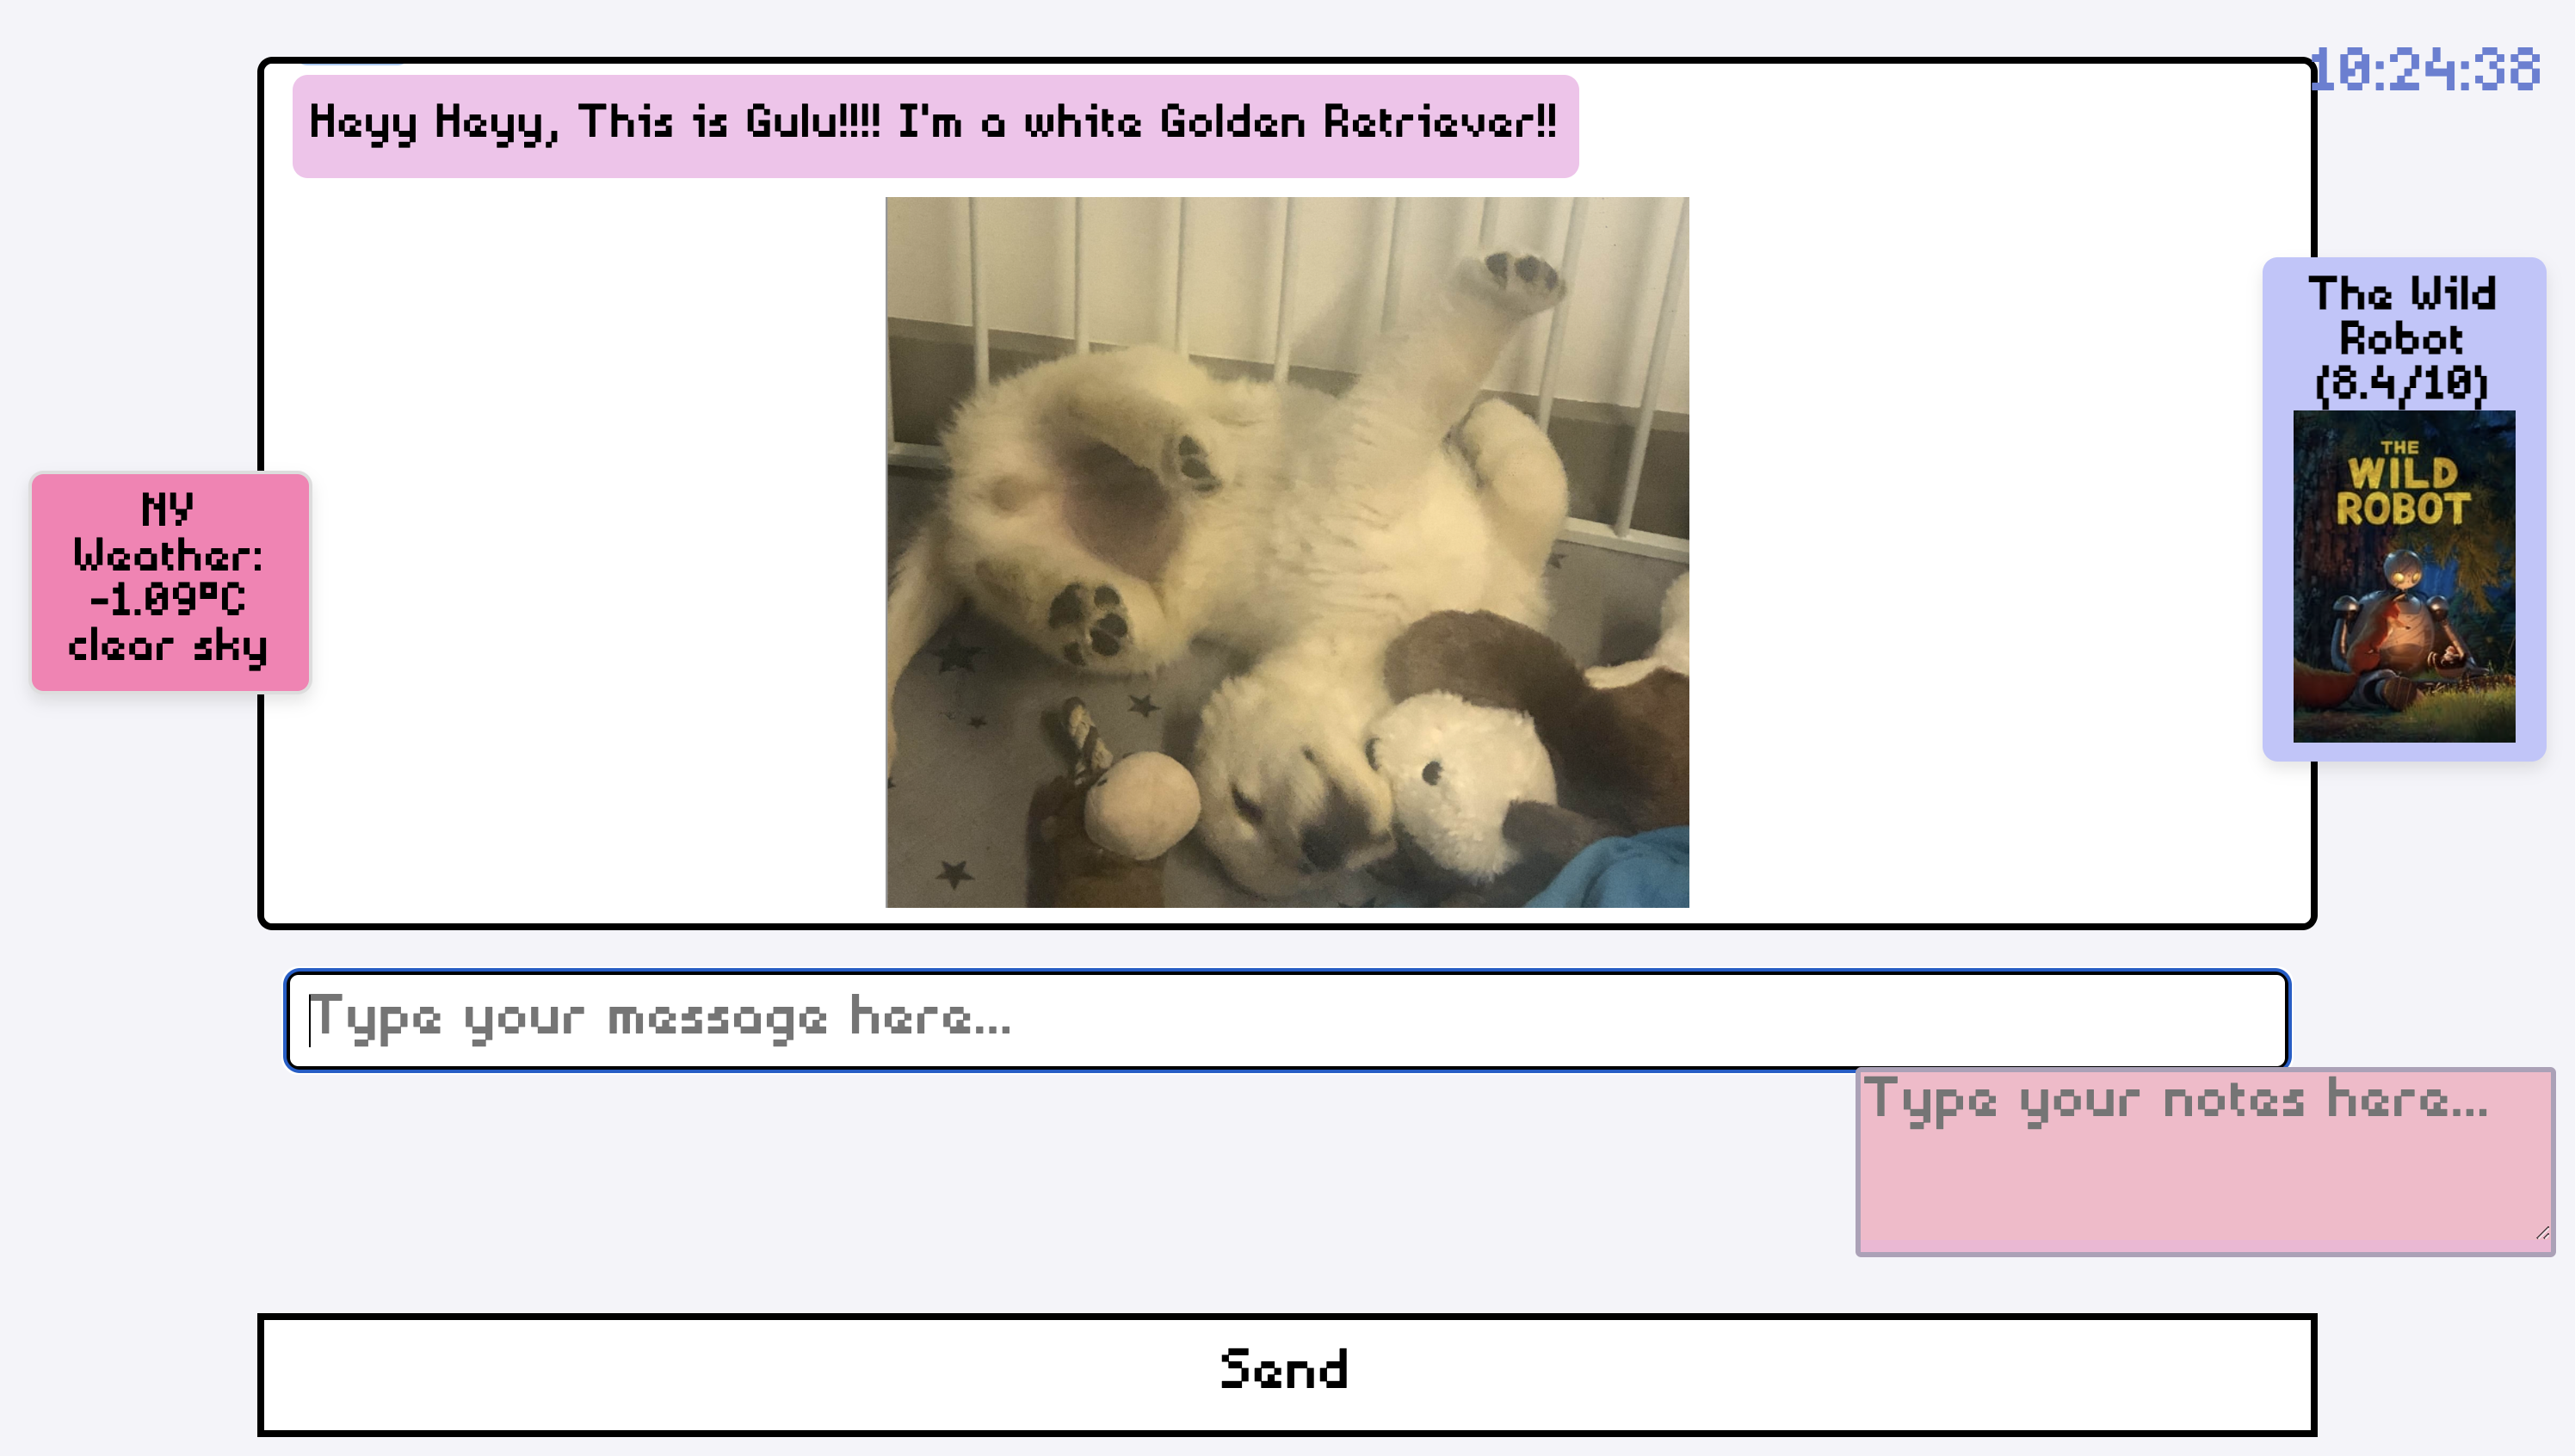 10:24:38
Heyy Heyy, This is Gulu!!!! I'm a white Golden Retriever!!
The Wild
Robot
(8.4/10)
THE
WILD
ROBOT
NY
Weather:
-1.09°C
clear sky
Type your message here...
Type your notes here...
Send